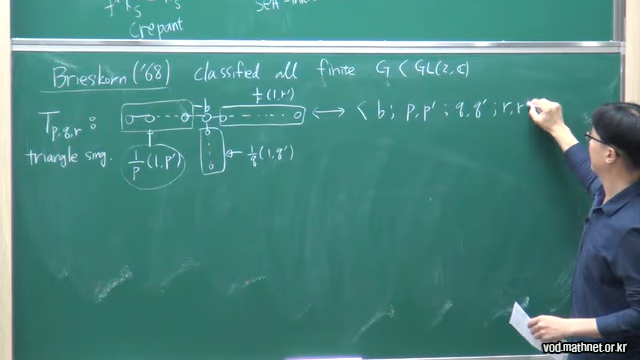 Crepant
Brieskorn ('68) classified all finite G < GL(2, ℂ)
T_{p,q,r} :
triangle sing.
-b
1/r (1, r')
1/p (1, p')
← 1/q (1, q')
↔ < b ; p, p' ; q, q' ; r, r'
vod.mathnet.or.kr